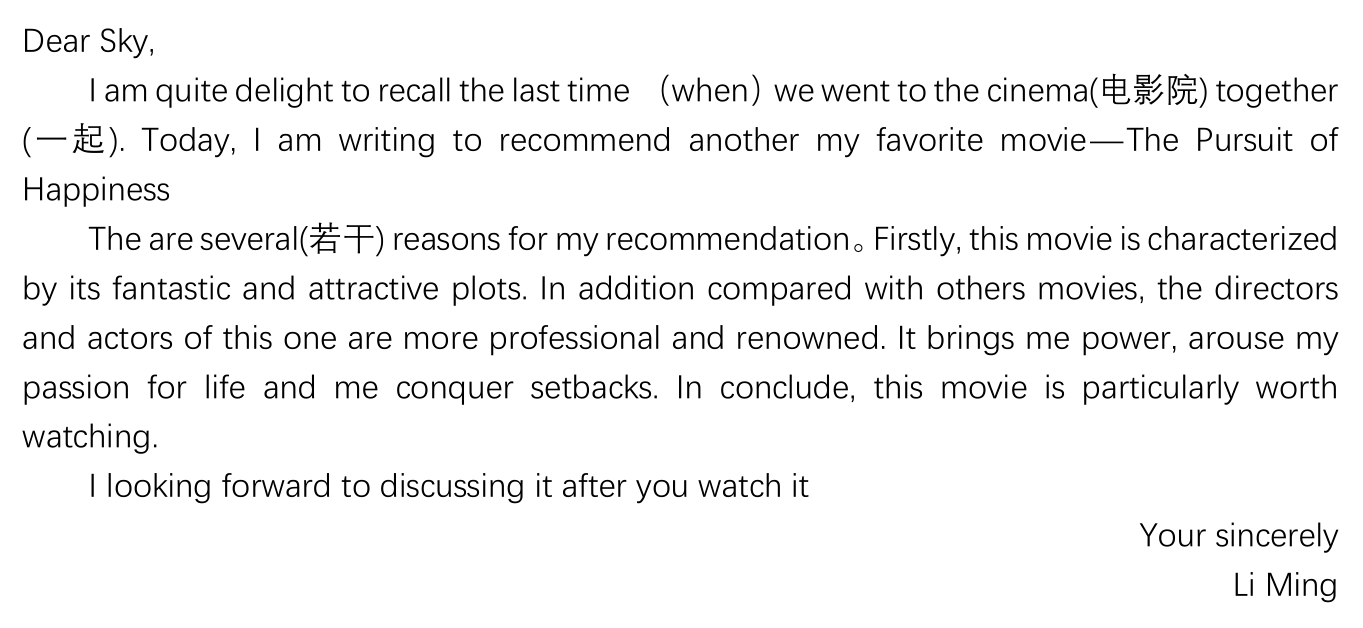 Dear Sky,
I am quite delight to recall the last time （when）we went to the cinema(电影院) together
(一起). Today, I am writing to recommend another my favorite movie—The Pursuit of
Happiness
The are several(若干) reasons for my recommendation。Firstly, this movie is characterized
by its fantastic and attractive plots. In addition compared with others movies, the directors
and actors of this one are more professional and renowned. It brings me power, arouse my
passion for life and me conquer setbacks. In conclude, this movie is particularly worth
watching.
I looking forward to discussing it after you watch it
Your sincerely
Li Ming